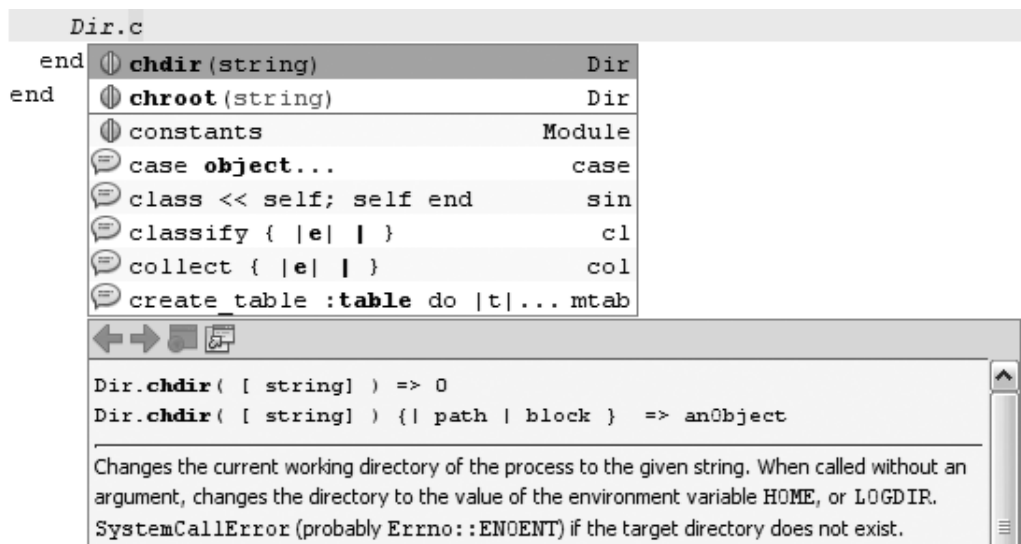 Dir.c
end
end
chdir(string) Dir
chroot(string) Dir
constants Module
case object... case
class << self; self end sin
classify { |e| | } cl
collect { |e| | } col
create_table :table do |t|... mtab
Dir.chdir( [ string] ) => 0
Dir.chdir( [ string] ) {| path | block } => anObject
Changes the current working directory of the process to the given string. When called without an
argument, changes the directory to the value of the environment variable HOME, or LOGDIR.
SystemCallError (probably Errno::ENOENT) if the target directory does not exist.